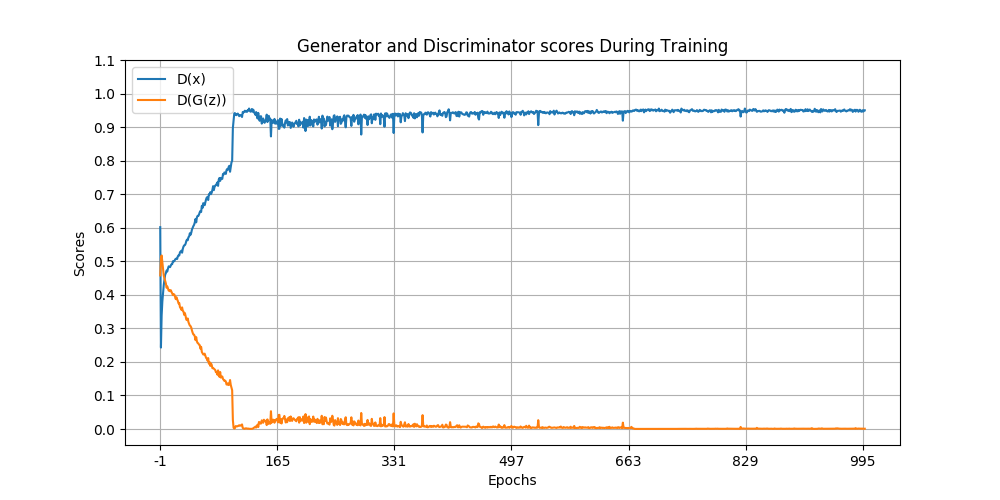 Generator and Discriminator scores During Training
D(x)
D(G(z))
1.1
1.0
0.9
0.8
0.7
0.6
0.5
0.4
0.3
0.2
0.1
0.0
Scores
-1 165 331 497 663 829 995
Epochs